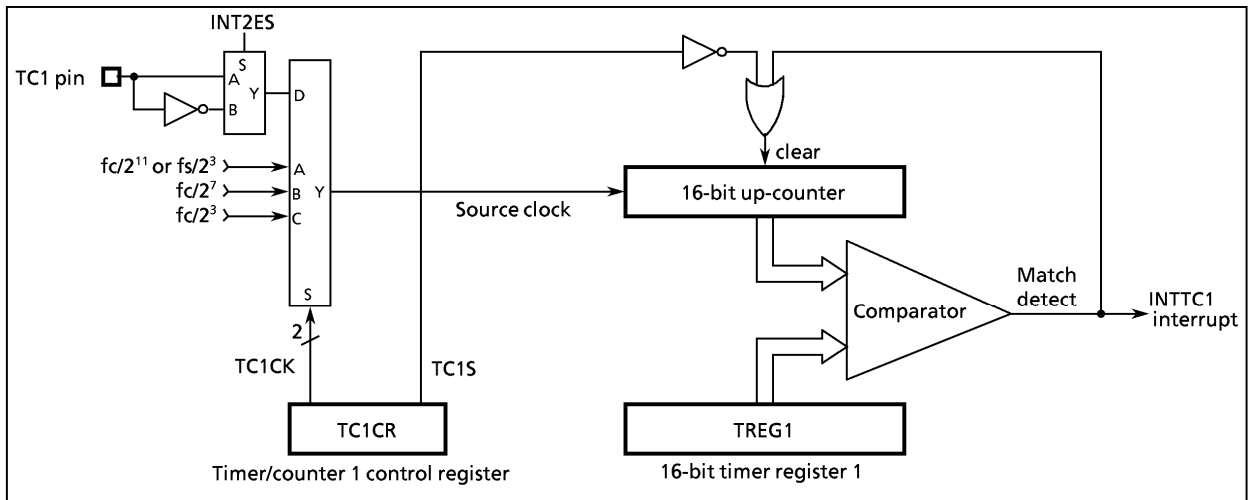 INT2ES
TC1 pin
S
A
Y
B
D
fc/2¹¹ or fs/2³
A
fc/2⁷
B
Y
fc/2³
C
S
2
TC1CK
TC1S
TC1CR
Timer/counter 1 control register
Source clock
clear
16-bit up-counter
Comparator
Match
detect
INTTC1
interrupt
TREG1
16-bit timer register 1